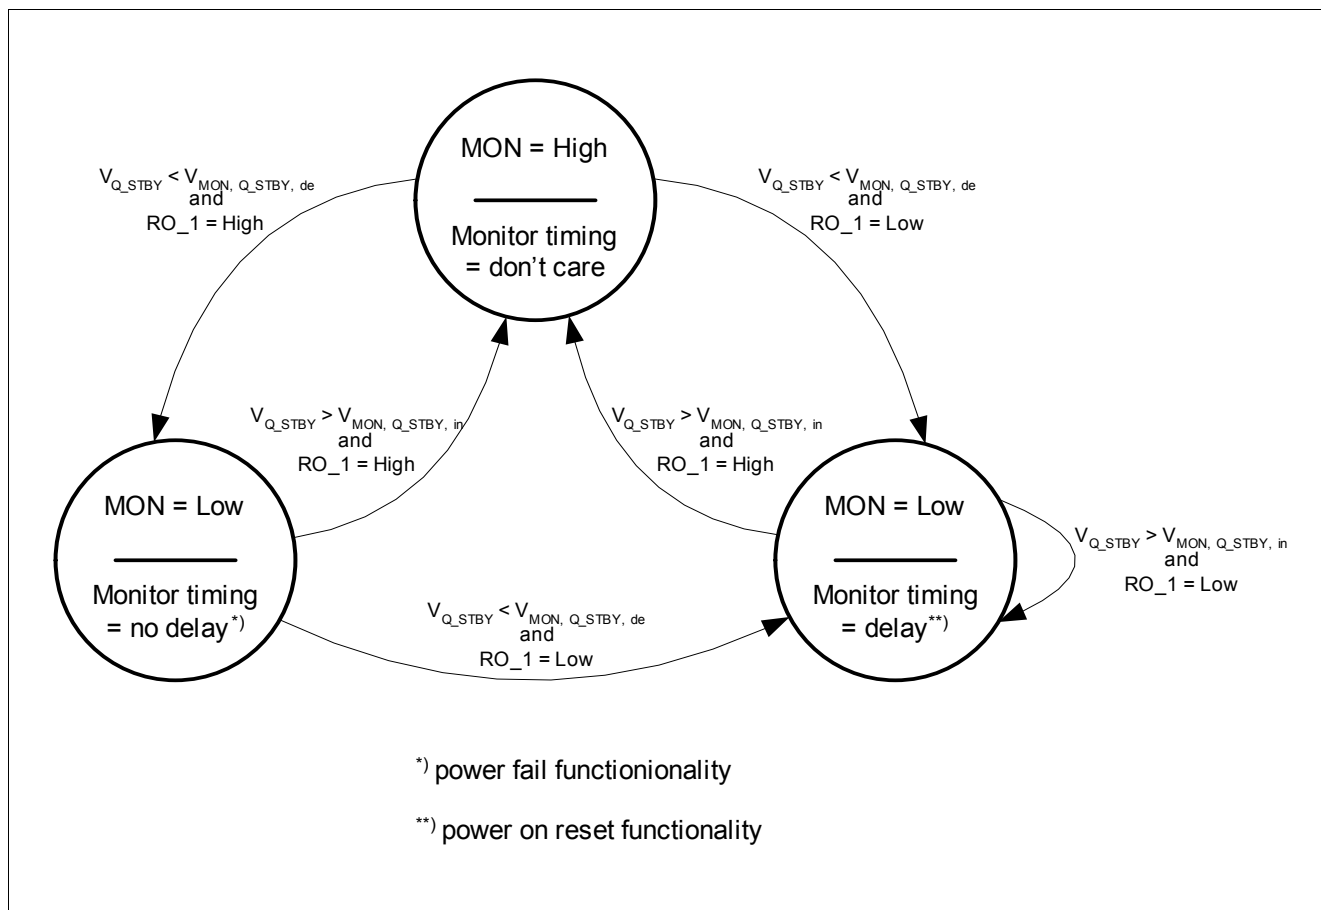 MON = High
Monitor timing
= don't care
V_Q_STBY < V_MON, Q_STBY, de
and
RO_1 = High
V_Q_STBY < V_MON, Q_STBY, de
and
RO_1 = Low
V_Q_STBY > V_MON, Q_STBY, in
and
RO_1 = High
V_Q_STBY > V_MON, Q_STBY, in
and
RO_1 = High
MON = Low
Monitor timing
= no delay*)
MON = Low
Monitor timing
= delay**)
V_Q_STBY > V_MON, Q_STBY, in
and
RO_1 = Low
V_Q_STBY < V_MON, Q_STBY, de
and
RO_1 = Low
*) power fail functionionality
**) power on reset functionality